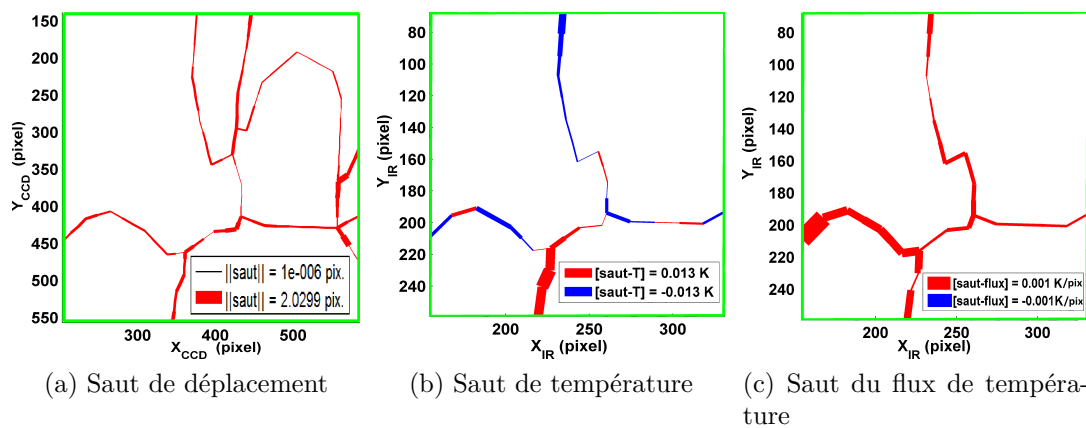 150
200
250
300
350
400
450
500
550
Y_CCD (pixel)
300 400 500
X_CCD (pixel)
||saut|| = 1e-006 pix.
||saut|| = 2.0299 pix.
(a) Saut de déplacement
80
100
120
140
160
180
200
220
240
Y_IR (pixel)
200 250 300
X_IR (pixel)
[saut-T] = 0.013 K
[saut-T] = -0.013 K
(b) Saut de température
80
100
120
140
160
180
200
220
240
Y_IR (pixel)
200 250 300
X_IR (pixel)
[saut-flux] = 0.001 K/pix
[saut-flux] = -0.001K/pix
(c) Saut du flux de tempéra-
ture